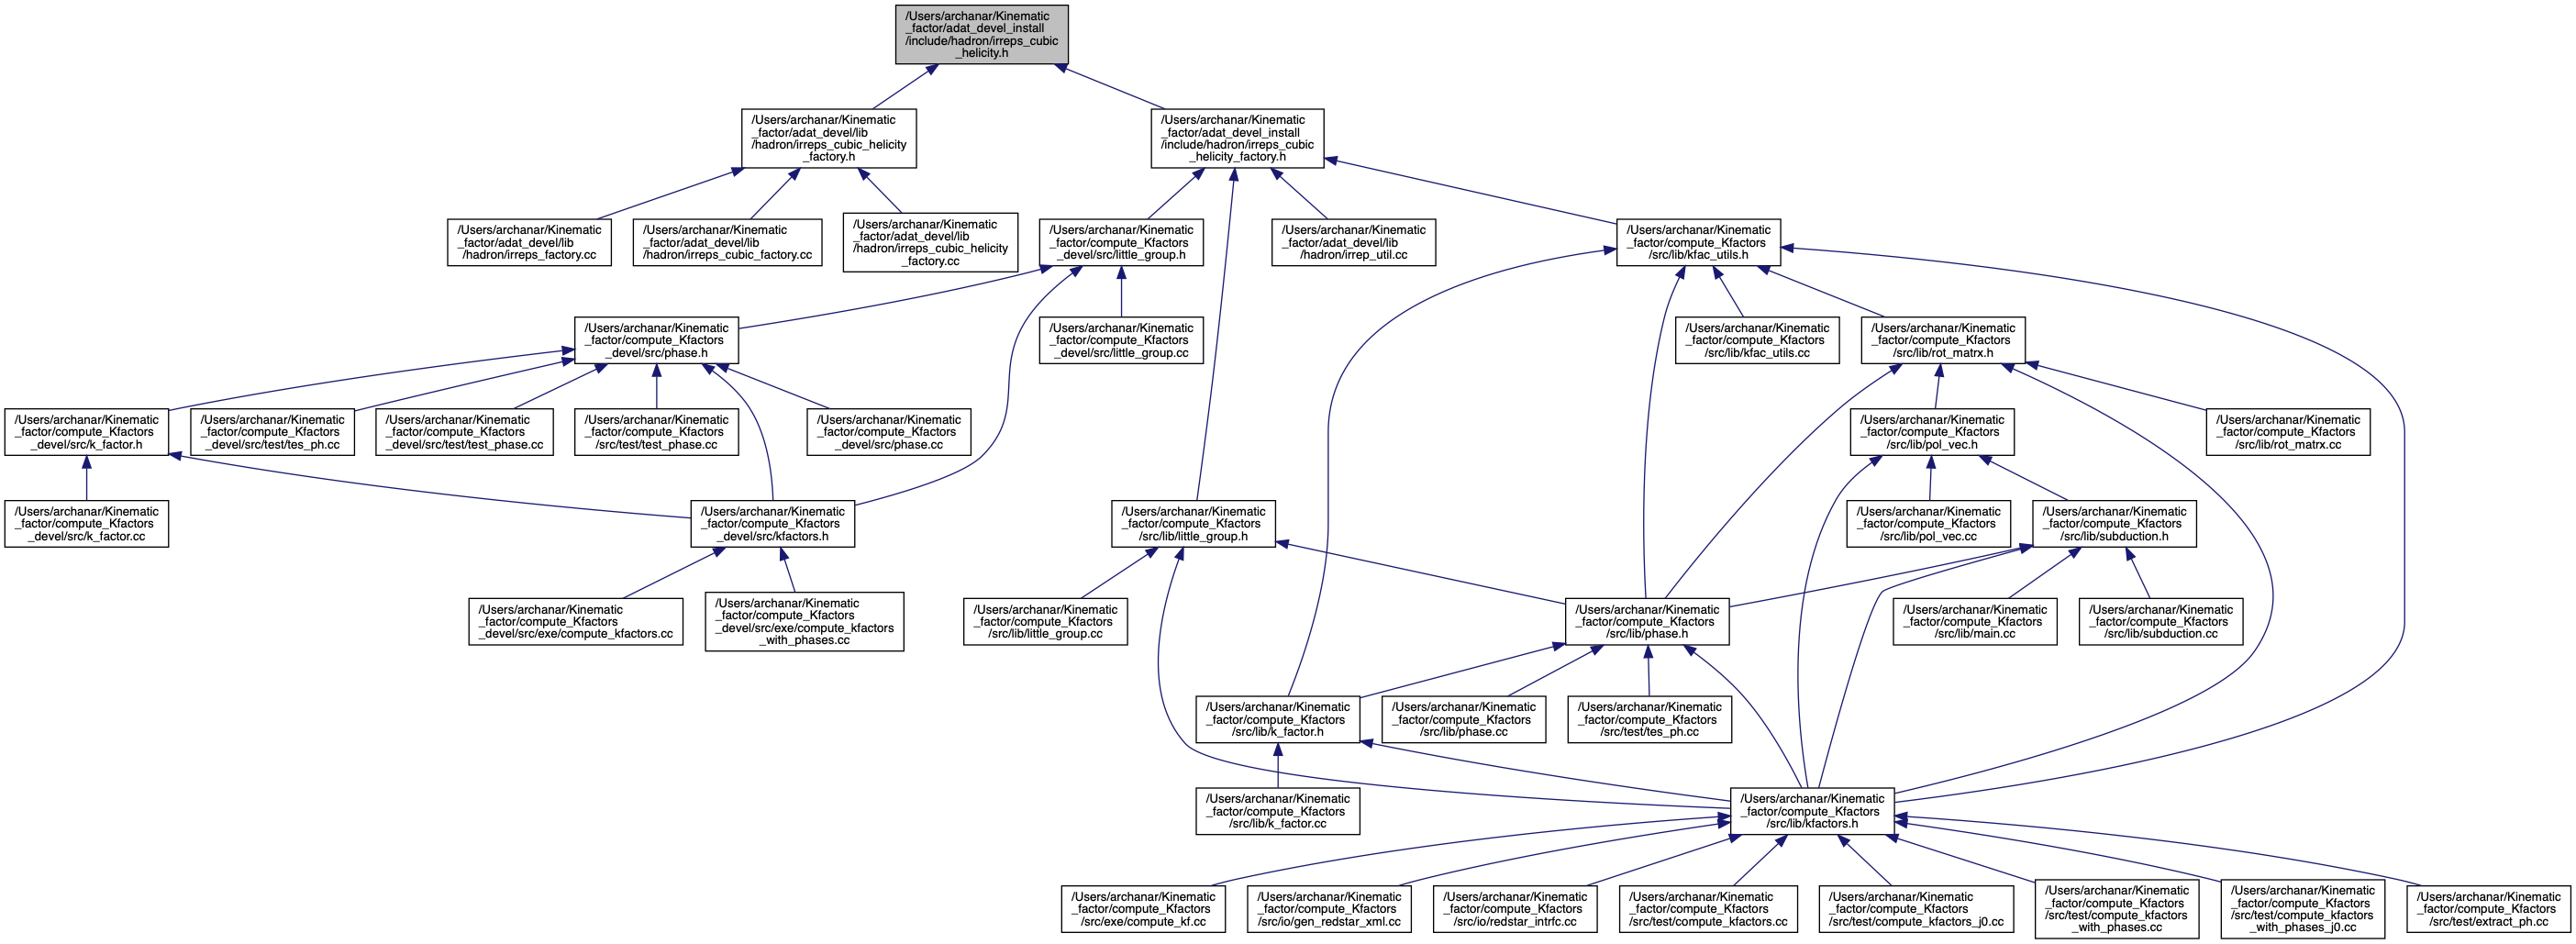 /Users/archanar/Kinematic
_factor/adat_devel_install
/include/hadron/irreps_cubic
_helicity.h
/Users/archanar/Kinematic
_factor/adat_devel/lib
/hadron/irreps_cubic_helicity
_factory.h
/Users/archanar/Kinematic
_factor/adat_devel_install
/include/hadron/irreps_cubic
_helicity_factory.h
/Users/archanar/Kinematic
_factor/adat_devel/lib
/hadron/irreps_factory.cc
/Users/archanar/Kinematic
_factor/adat_devel/lib
/hadron/irreps_cubic_factory.cc
/Users/archanar/Kinematic
_factor/adat_devel/lib
/hadron/irreps_cubic_helicity
_factory.cc
/Users/archanar/Kinematic
_factor/compute_Kfactors
_devel/src/little_group.h
/Users/archanar/Kinematic
_factor/adat_devel/lib
/hadron/irrep_util.cc
/Users/archanar/Kinematic
_factor/compute_Kfactors
/src/lib/kfac_utils.h
/Users/archanar/Kinematic
_factor/compute_Kfactors
_devel/src/phase.h
/Users/archanar/Kinematic
_factor/compute_Kfactors
_devel/src/little_group.cc
/Users/archanar/Kinematic
_factor/compute_Kfactors
/src/lib/kfac_utils.cc
/Users/archanar/Kinematic
_factor/compute_Kfactors
/src/lib/rot_matrx.h
/Users/archanar/Kinematic
_factor/compute_Kfactors
_devel/src/k_factor.h
/Users/archanar/Kinematic
_factor/compute_Kfactors
_devel/src/test/tes_ph.cc
/Users/archanar/Kinematic
_factor/compute_Kfactors
_devel/src/test/test_phase.cc
/Users/archanar/Kinematic
_factor/compute_Kfactors
/src/test/test_phase.cc
/Users/archanar/Kinematic
_factor/compute_Kfactors
_devel/src/phase.cc
/Users/archanar/Kinematic
_factor/compute_Kfactors
/src/lib/pol_vec.h
/Users/archanar/Kinematic
_factor/compute_Kfactors
/src/lib/rot_matrx.cc
/Users/archanar/Kinematic
_factor/compute_Kfactors
_devel/src/k_factor.cc
/Users/archanar/Kinematic
_factor/compute_Kfactors
_devel/src/kfactors.h
/Users/archanar/Kinematic
_factor/compute_Kfactors
/src/lib/little_group.h
/Users/archanar/Kinematic
_factor/compute_Kfactors
/src/lib/pol_vec.cc
/Users/archanar/Kinematic
_factor/compute_Kfactors
/src/lib/subduction.h
/Users/archanar/Kinematic
_factor/compute_Kfactors
_devel/src/exe/compute_kfactors.cc
/Users/archanar/Kinematic
_factor/compute_Kfactors
_devel/src/exe/compute_kfactors
_with_phases.cc
/Users/archanar/Kinematic
_factor/compute_Kfactors
/src/lib/little_group.cc
/Users/archanar/Kinematic
_factor/compute_Kfactors
/src/lib/phase.h
/Users/archanar/Kinematic
_factor/compute_Kfactors
/src/lib/main.cc
/Users/archanar/Kinematic
_factor/compute_Kfactors
/src/lib/subduction.cc
/Users/archanar/Kinematic
_factor/compute_Kfactors
/src/lib/k_factor.h
/Users/archanar/Kinematic
_factor/compute_Kfactors
/src/lib/phase.cc
/Users/archanar/Kinematic
_factor/compute_Kfactors
/src/test/tes_ph.cc
/Users/archanar/Kinematic
_factor/compute_Kfactors
/src/lib/k_factor.cc
/Users/archanar/Kinematic
_factor/compute_Kfactors
/src/lib/kfactors.h
/Users/archanar/Kinematic
_factor/compute_Kfactors
/src/exe/compute_kf.cc
/Users/archanar/Kinematic
_factor/compute_Kfactors
/src/io/gen_redstar_xml.cc
/Users/archanar/Kinematic
_factor/compute_Kfactors
/src/io/redstar_intrfc.cc
/Users/archanar/Kinematic
_factor/compute_Kfactors
/src/test/compute_kfactors.cc
/Users/archanar/Kinematic
_factor/compute_Kfactors
/src/test/compute_kfactors_j0.cc
/Users/archanar/Kinematic
_factor/compute_Kfactors
/src/test/compute_kfactors
_with_phases.cc
/Users/archanar/Kinematic
_factor/compute_Kfactors
/src/test/compute_kfactors
_with_phases_j0.cc
/Users/archanar/Kinematic
_factor/compute_Kfactors
/src/test/extract_ph.cc